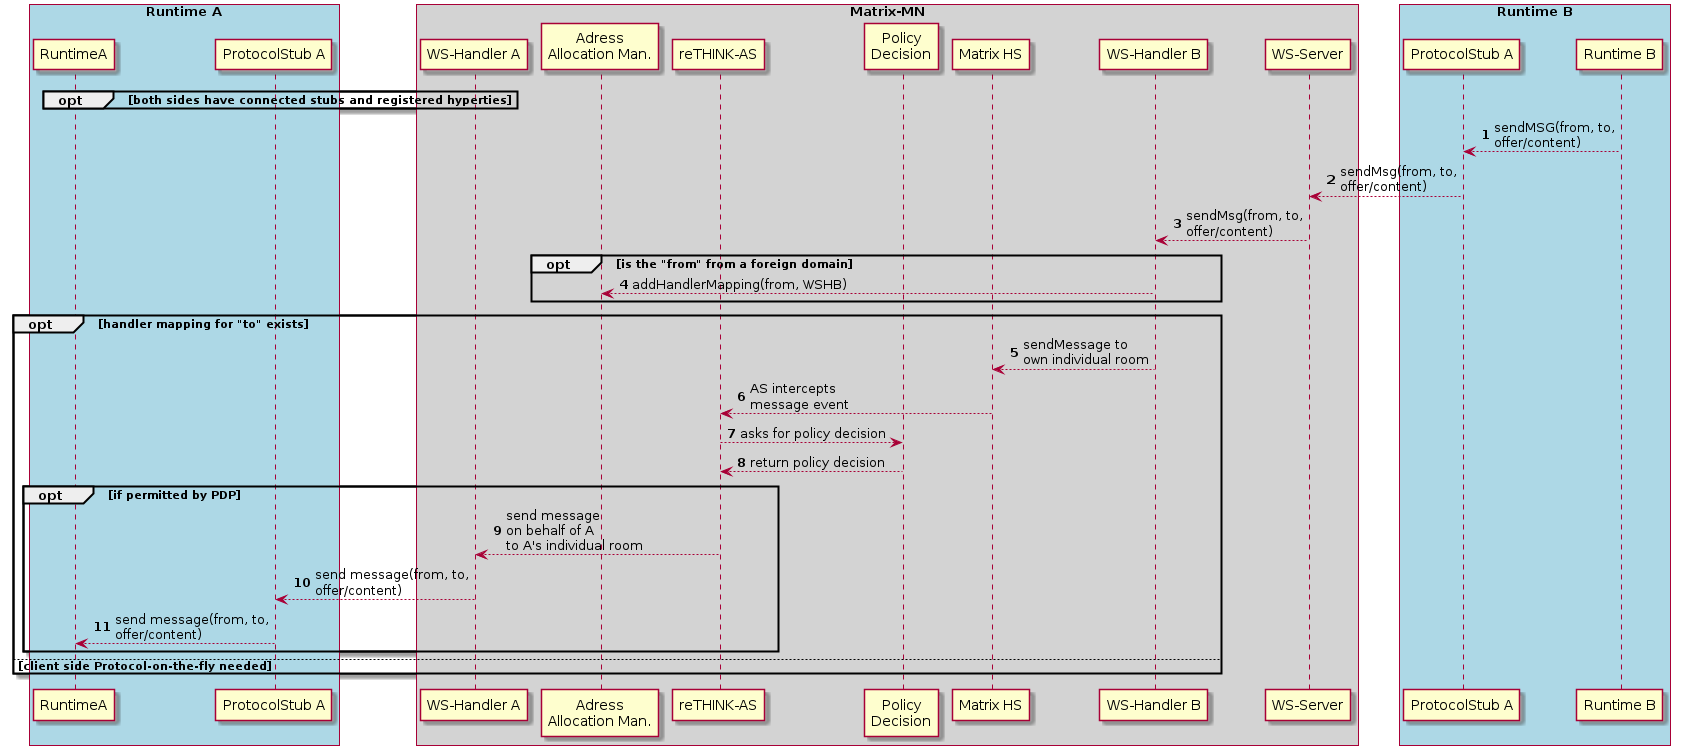 Runtime A
Matrix-MN
Runtime B
RuntimeA
ProtocolStub A
WS-Handler A
Adress
Allocation Man.
reTHINK-AS
Policy
Decision
Matrix HS
WS-Handler B
WS-Server
ProtocolStub A
Runtime B
opt
[both sides have connected stubs and registered hyperties]
1 sendMSG(from, to,
offer/content)
2 sendMsg(from, to,
offer/content)
3 sendMsg(from, to,
offer/content)
opt
[is the "from" from a foreign domain]
4 addHandlerMapping(from, WSHB)
opt
[handler mapping for "to" exists]
5 sendMessage to
own individual room
6 AS intercepts
message event
7 asks for policy decision
8 return policy decision
opt
[if permitted by PDP]
9 send message
on behalf of A
to A's individual room
10 send message(from, to,
offer/content)
11 send message(from, to,
offer/content)
[client side Protocol-on-the-fly needed]
RuntimeA
ProtocolStub A
WS-Handler A
Adress
Allocation Man.
reTHINK-AS
Policy
Decision
Matrix HS
WS-Handler B
WS-Server
ProtocolStub A
Runtime B